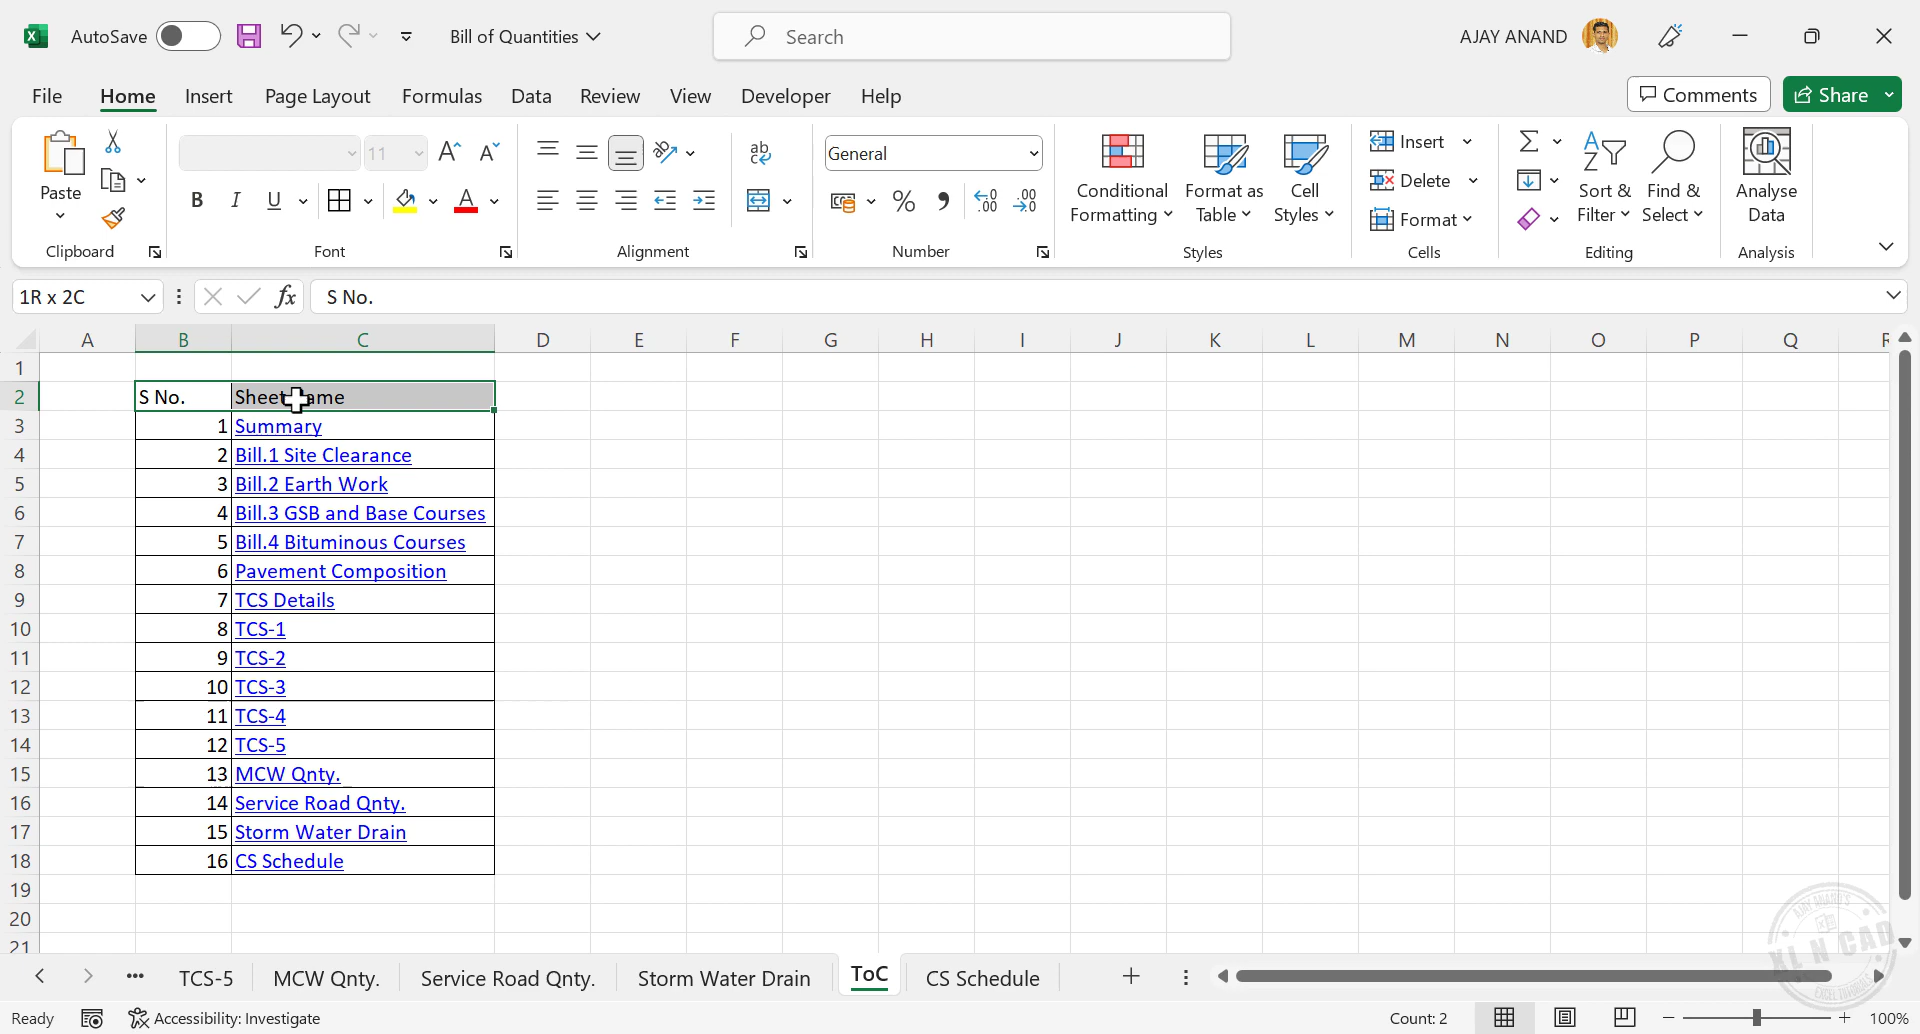 AutoSave
Bill of Quantities
Search
AJAY ANAND
File Home Insert Page Layout Formulas Data Review View Developer Help
Comments
Share
Paste
Clipboard
11
B I U
Font
ab
Alignment
General
Number
Conditional Formatting
Format as Table
Cell Styles
Styles
Insert
Delete
Format
Cells
Sort & Filter
Find & Select
Editing
Analyse Data
Analysis
1R x 2C
fx
S No.
A B C D E F G H I J K L M N O P Q R
1
2 S No. Sheet
3 1 Summary
4 2 Bill.1 Site Clearance
5 3 Bill.2 Earth Work
6 4 Bill.3 GSB and Base Courses
7 5 Bill.4 Bituminous Courses
8 6 Pavement Composition
9 7 TCS Details
10 8 TCS-1
11 9 TCS-2
12 10 TCS-3
13 11 TCS-4
14 12 TCS-5
15 13 MCW Qnty.
16 14 Service Road Qnty.
17 15 Storm Water Drain
18 16 CS Schedule
19
20
21
XL N CAD
TCS-5 MCW Qnty. Service Road Qnty. Storm Water Drain ToC CS Schedule
Ready Accessibility: Investigate Count: 2 100%